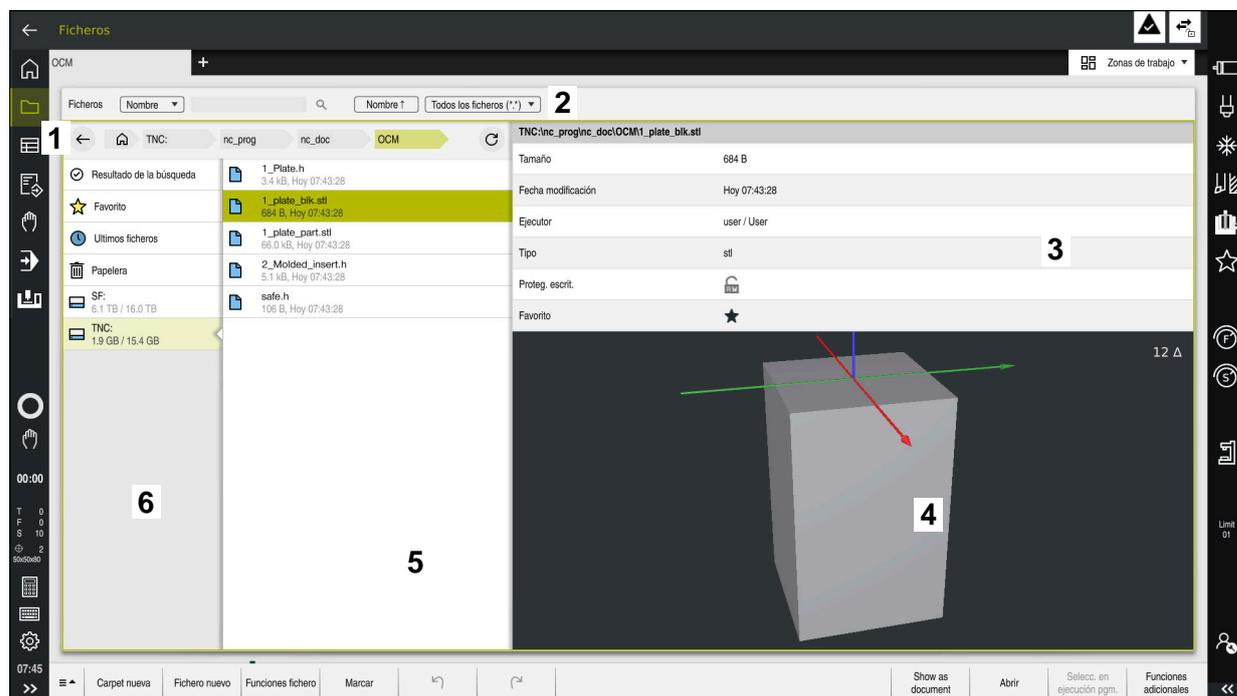 Ficheros
OCM
+
Zonas de trabajo
Ficheros Nombre Nombre↑ Todos los ficheros (*.*) 2
1 TNC: nc_prog nc_doc OCM
TNC:\nc_prog\nc_doc\OCM\1_plate_blk.stl
Resultado de la búsqueda
Favorito
Ultimos ficheros
Papelera
SF:
6.1 TB / 16.0 TB
TNC:
1.9 GB / 15.4 GB
6
1_Plate.h
3.4 kB, Hoy 07:43:28
1_plate_blk.stl
684 B, Hoy 07:43:28
1_plate_part.stl
66.0 kB, Hoy 07:43:28
2_Molded_insert.h
5.1 kB, Hoy 07:43:28
safe.h
106 B, Hoy 07:43:28
5
Tamaño 684 B
Fecha modificación Hoy 07:43:28
Ejecutor user / User
Tipo stl
3
Proteg. escrit.
Favorito
12 Δ
4
00:00
T 0
F 0
S 10
2
50x50x80
07:45
F
S
Limit
01
Carpet nueva
Fichero nuevo
Funciones fichero
Marcar
Show as
document
Abrir
Selecc. en
ejecución pgm.
Funciones
adicionales